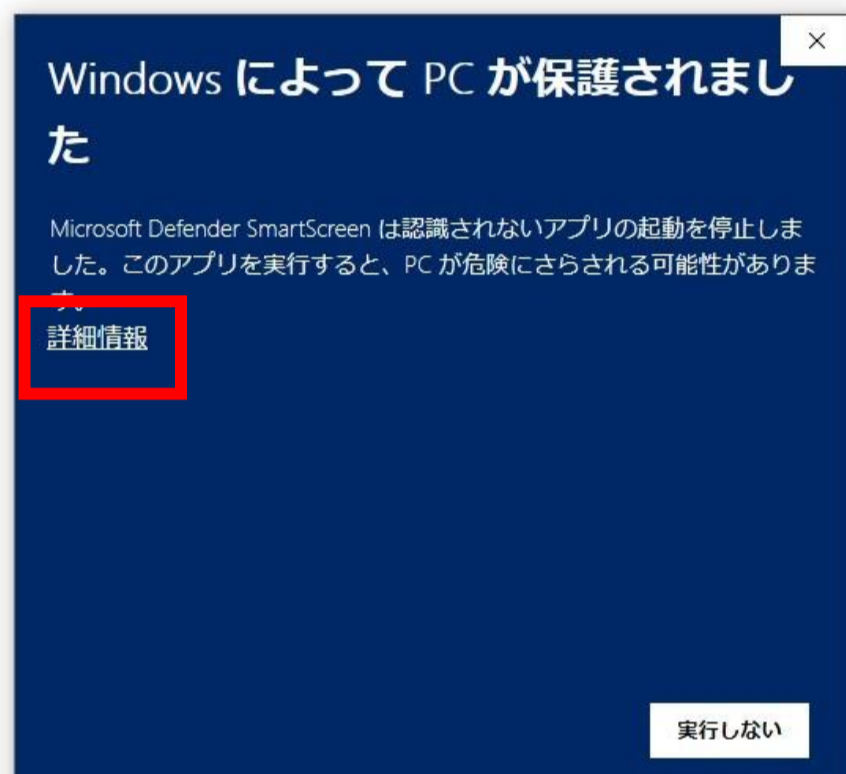 Windows によって PC が保護されまし
た
Microsoft Defender SmartScreen は認識されないアプリの起動を停止しま
した。このアプリを実行すると、PC が危険にさらされる可能性がありま
す。
詳細情報
実行しない